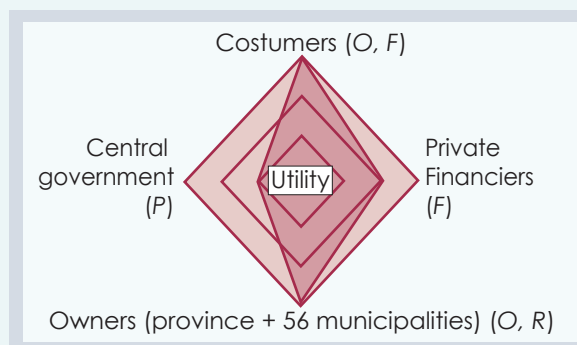 Costumers (O, F)
Central
government
(P)
Utility
Private
Financiers
(F)
Owners (province + 56 municipalities) (O, R)